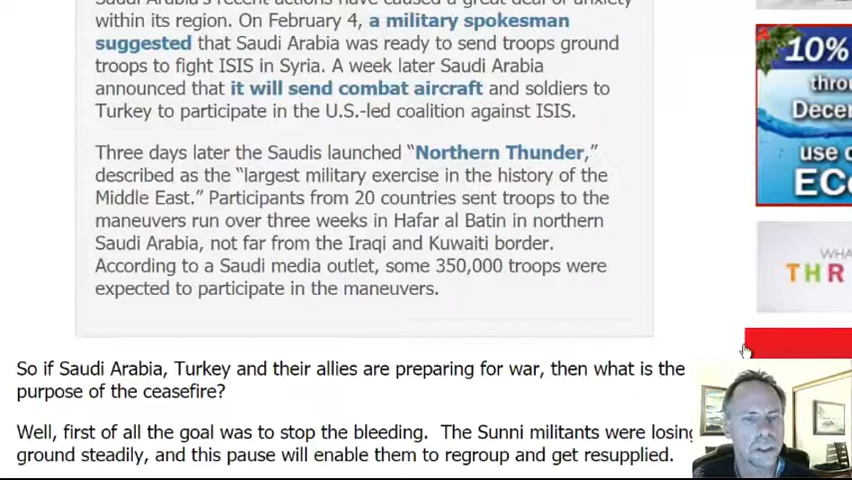 within its region. On February 4, a military spokesman
suggested that Saudi Arabia was ready to send troops ground
troops to fight ISIS in Syria. A week later Saudi Arabia
announced that it will send combat aircraft and soldiers to
Turkey to participate in the U.S.-led coalition against ISIS.
Three days later the Saudis launched “Northern Thunder,”
described as the “largest military exercise in the history of the
Middle East.” Participants from 20 countries sent troops to the
maneuvers run over three weeks in Hafar al Batin in northern
Saudi Arabia, not far from the Iraqi and Kuwaiti border.
According to a Saudi media outlet, some 350,000 troops were
expected to participate in the maneuvers.
So if Saudi Arabia, Turkey and their allies are preparing for war, then what is the
purpose of the ceasefire?
Well, first of all the goal was to stop the bleeding. The Sunni militants were losing
ground steadily, and this pause will enable them to regroup and get resupplied.
10%
thro
Decem
use
ECo
WHA
THR